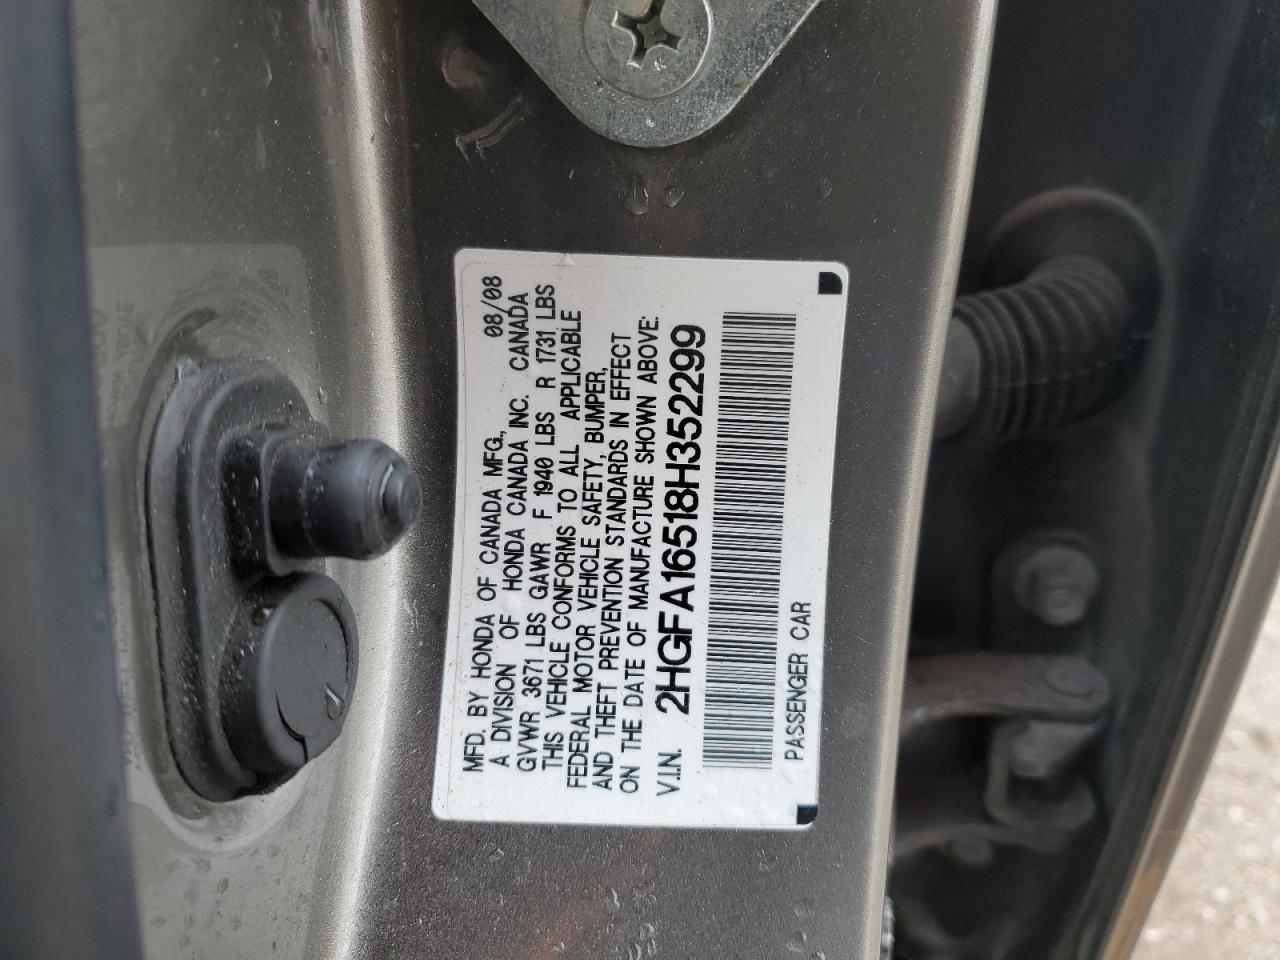 MFD. BY HONDA OF CANADA MFG., 08/08
A DIVISION OF HONDA CANADA INC. CANADA
GVWR 3671 LBS GAWR F 1940 LBS R 1731 LBS
THIS VEHICLE CONFORMS TO ALL APPLICABLE
FEDERAL MOTOR VEHICLE SAFETY, BUMPER,
AND THEFT PREVENTION STANDARDS IN EFFECT
ON THE DATE OF MANUFACTURE SHOWN ABOVE:
V.I.N. 2HGFA16518H352299
PASSENGER CAR